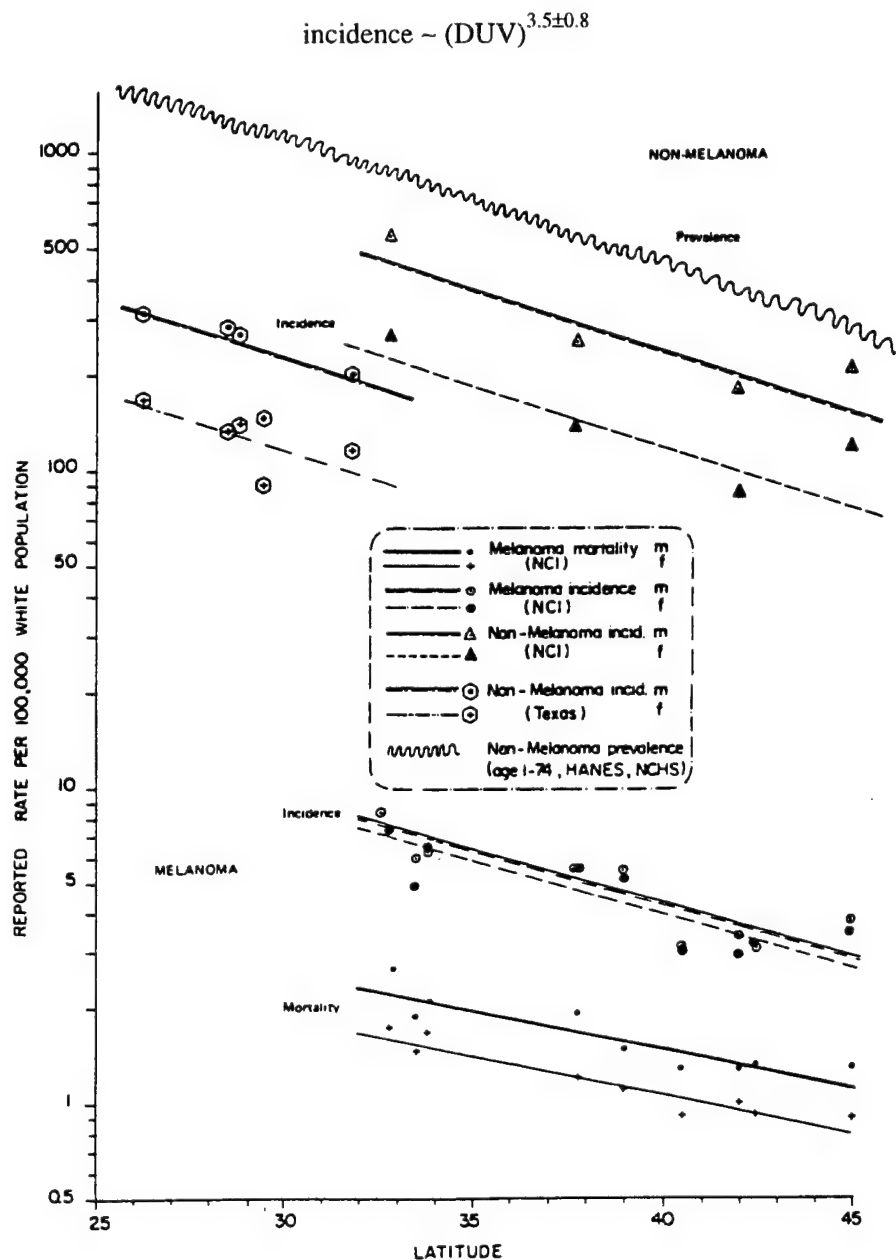 incidence ~ (DUV)^3.5±0.8
NON-MELANOMA
Prevalence
Incidence
1000
500
100
50
10
5
1
0.5
REPORTED RATE PER 100,000 WHITE POPULATION
Melanoma mortality m
(NCI) f
Melanoma incidence m
(NCI) f
Non-Melanoma incid. m
(NCI) f
Non-Melanoma incid. m
(Texas) f
Non-Melanoma prevalence
(age 1-74, HANES, NCHS)
Incidence
MELANOMA
Mortality
25 30 35 40 45
LATITUDE